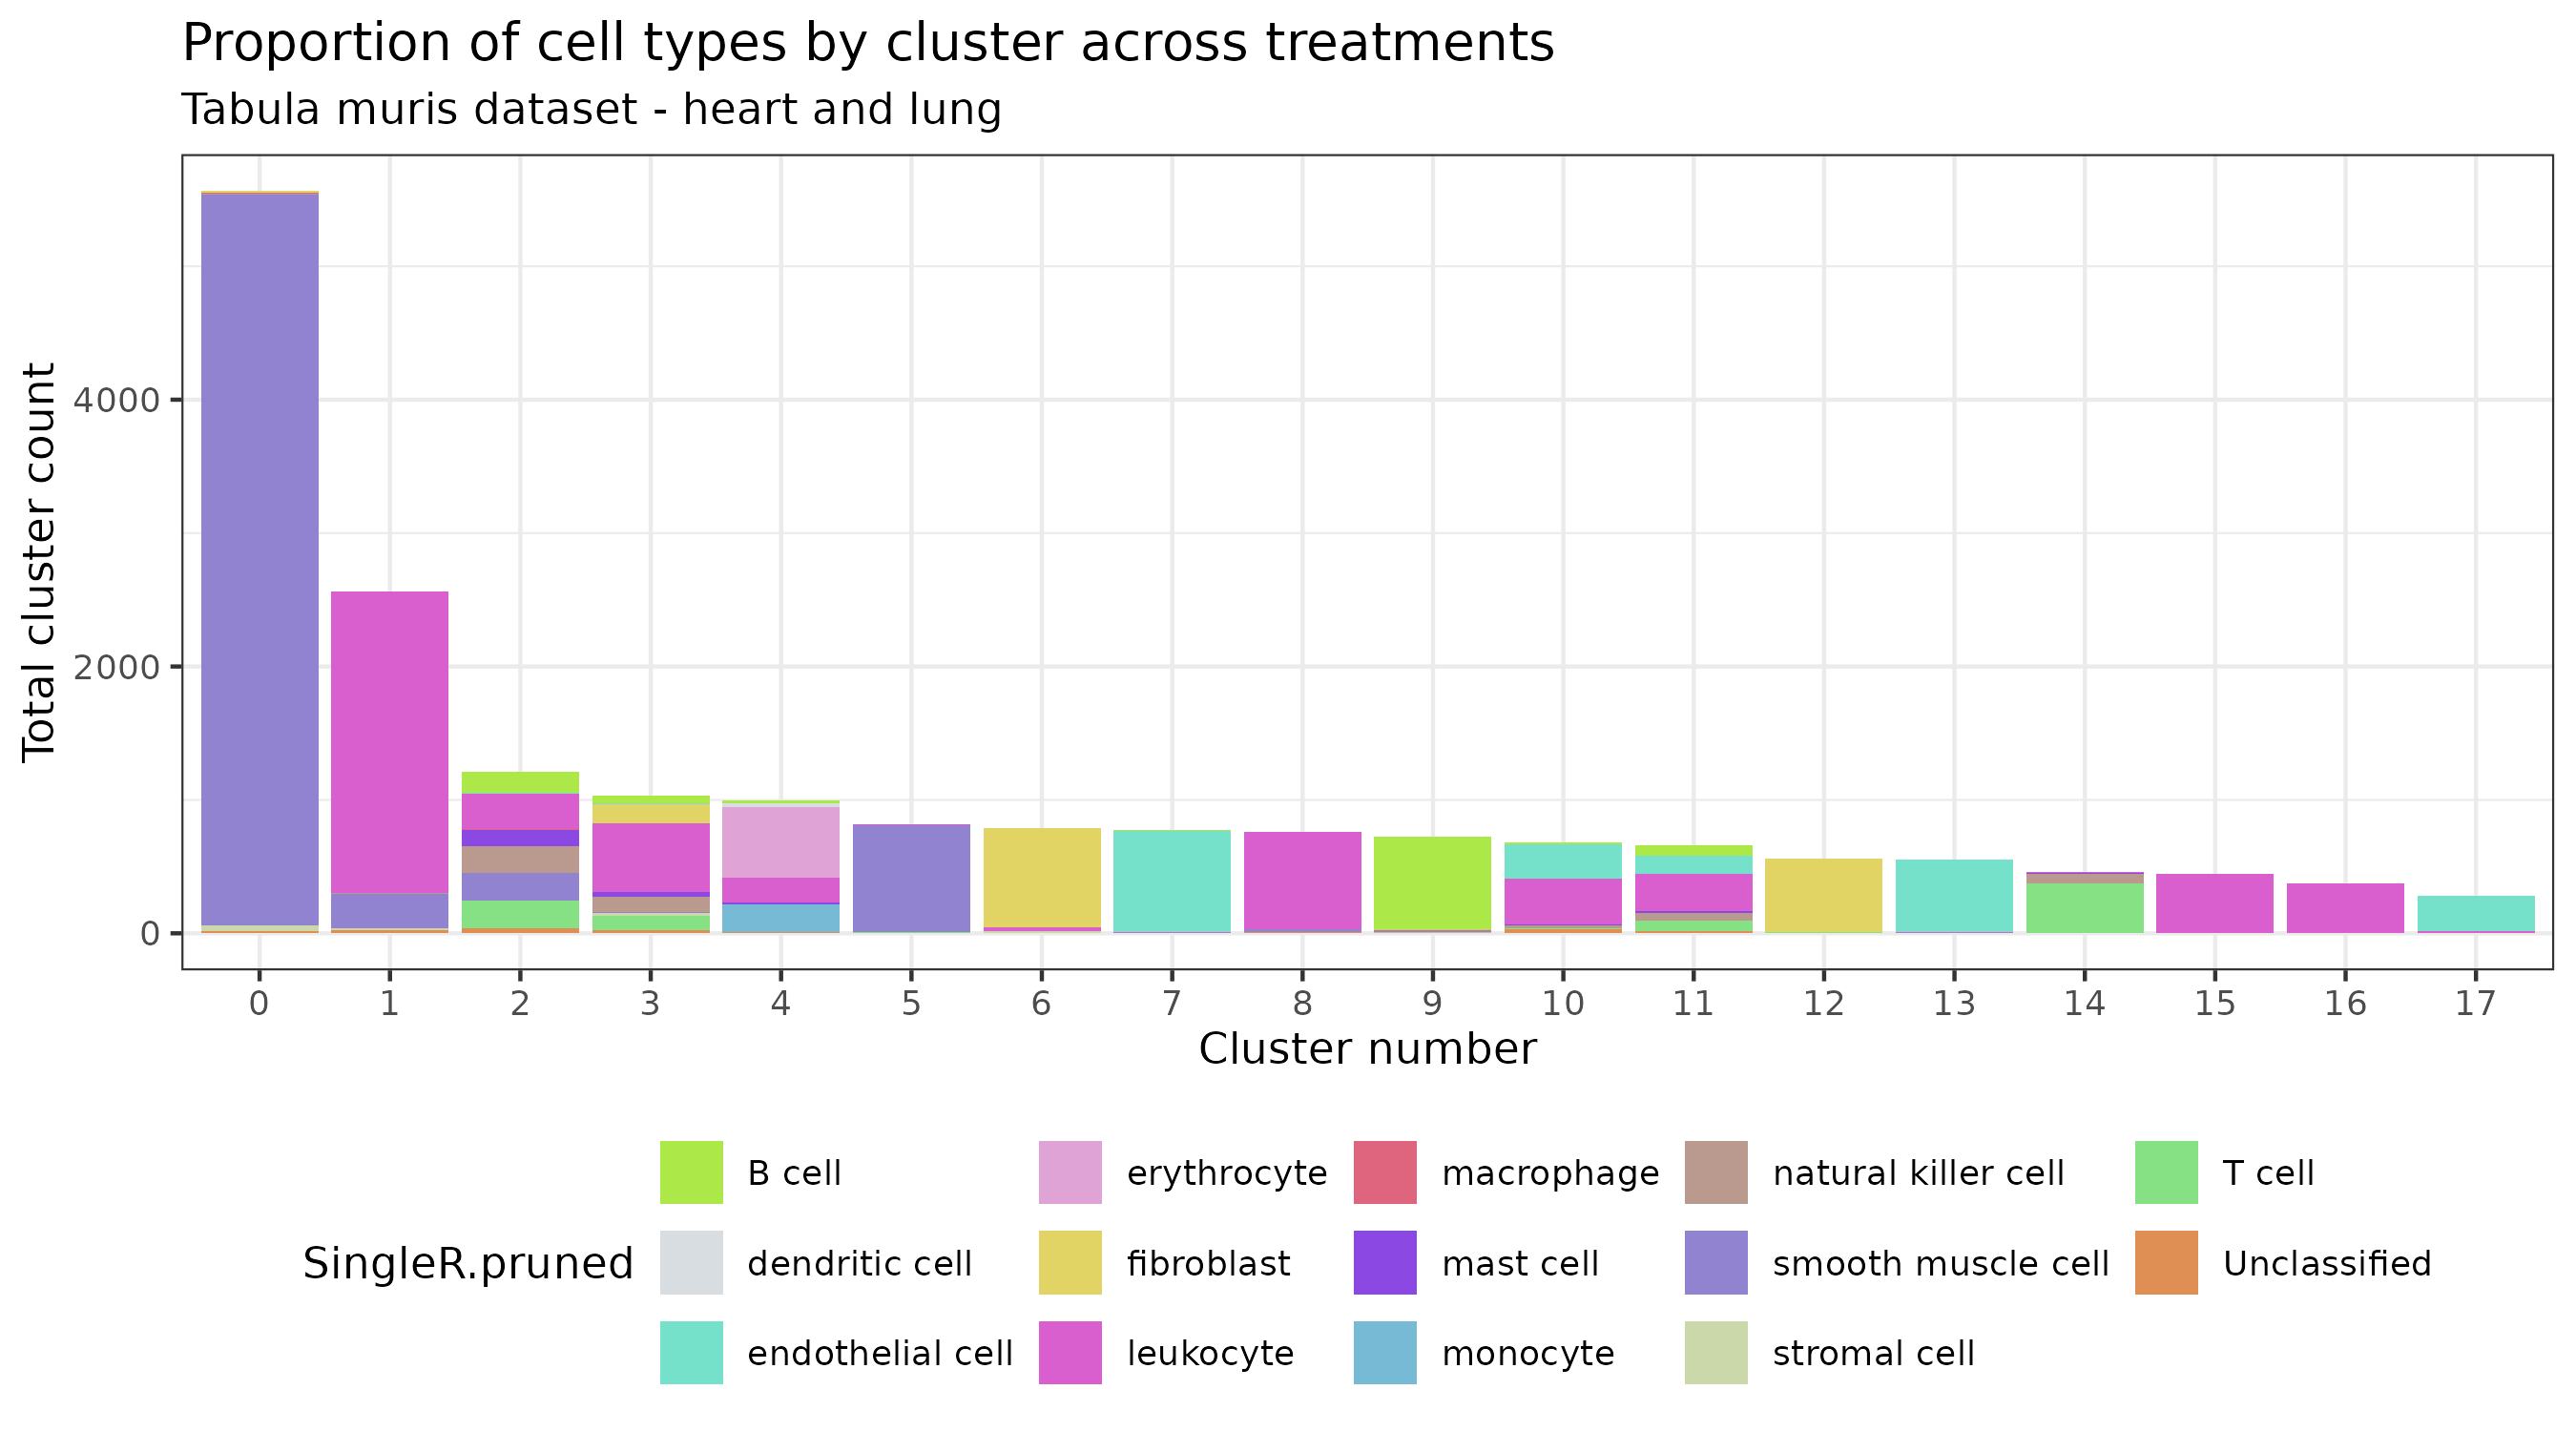 Proportion of cell types by cluster across treatments
Tabula muris dataset - heart and lung
Total cluster count
4000
2000
0
0 1 2 3 4 5 6 7 8 9 10 11 12 13 14 15 16 17
Cluster number
SingleR.pruned
B cell erythrocyte macrophage natural killer cell T cell
dendritic cell fibroblast mast cell smooth muscle cell Unclassified
endothelial cell leukocyte monocyte stromal cell